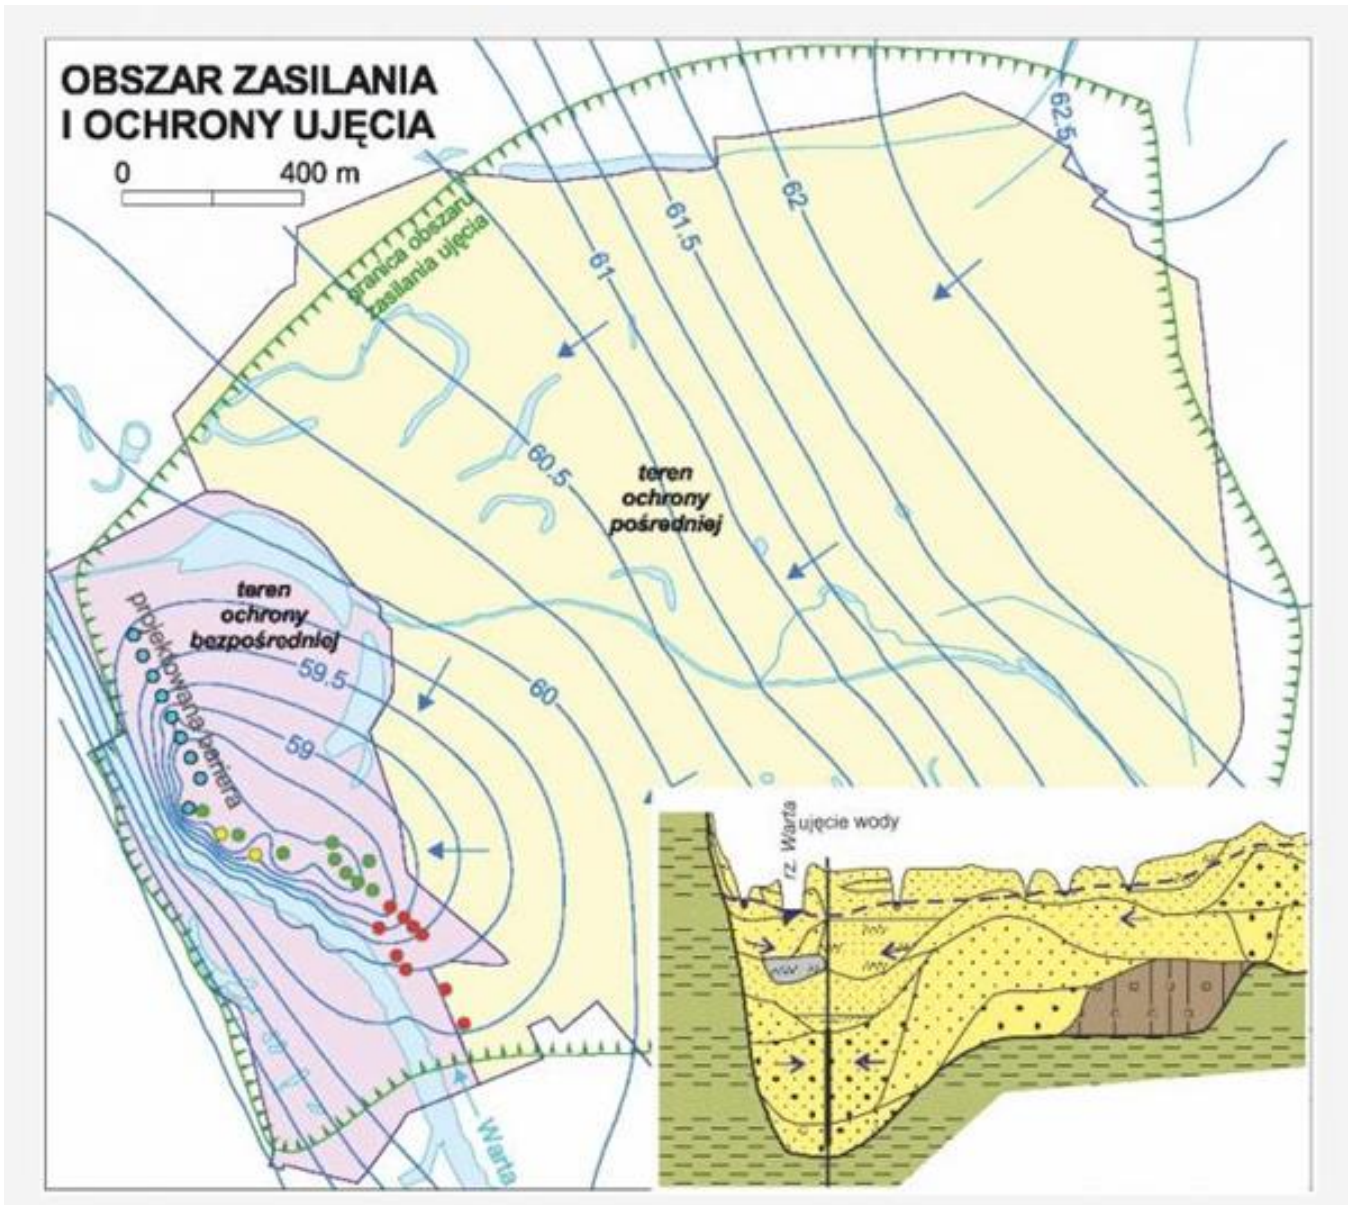 OBSZAR ZASILANIA
I OCHRONY UJĘCIA
0 400 m
granica obszaru
zasilania ujęcia
62.5
62
61.5
61
60.5
teren
ochrony
pośredniej
teren
ochrony
bezpośredniej
projektowana bariera
59.5
60
59
rz. Warta
ujęcie wody
Warta